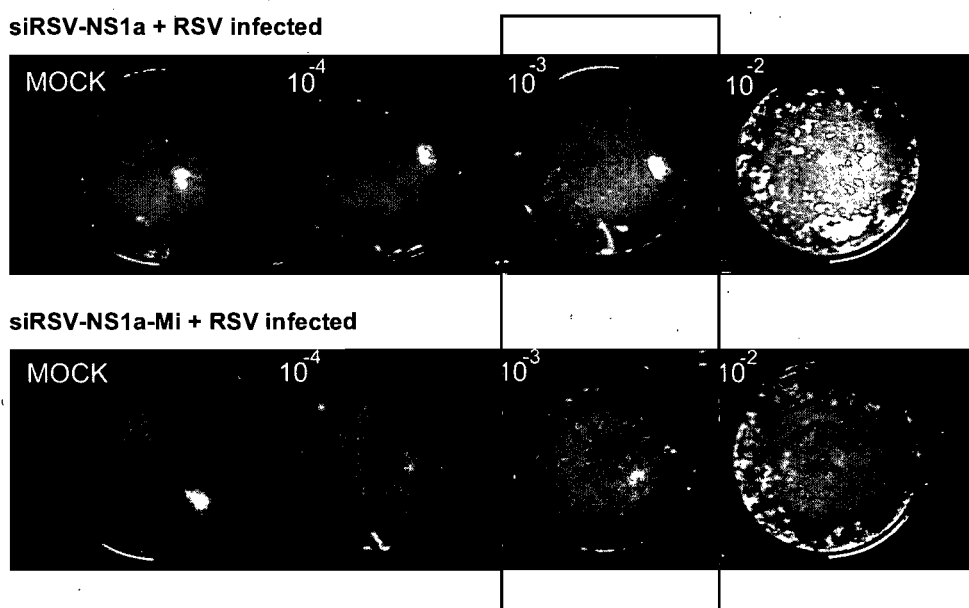 siRSV-NS1a + RSV infected
MOCK 10-4 10-3 10-2
siRSV-NS1a-Mi + RSV infected
MOCK 10-4 10-3 10-2